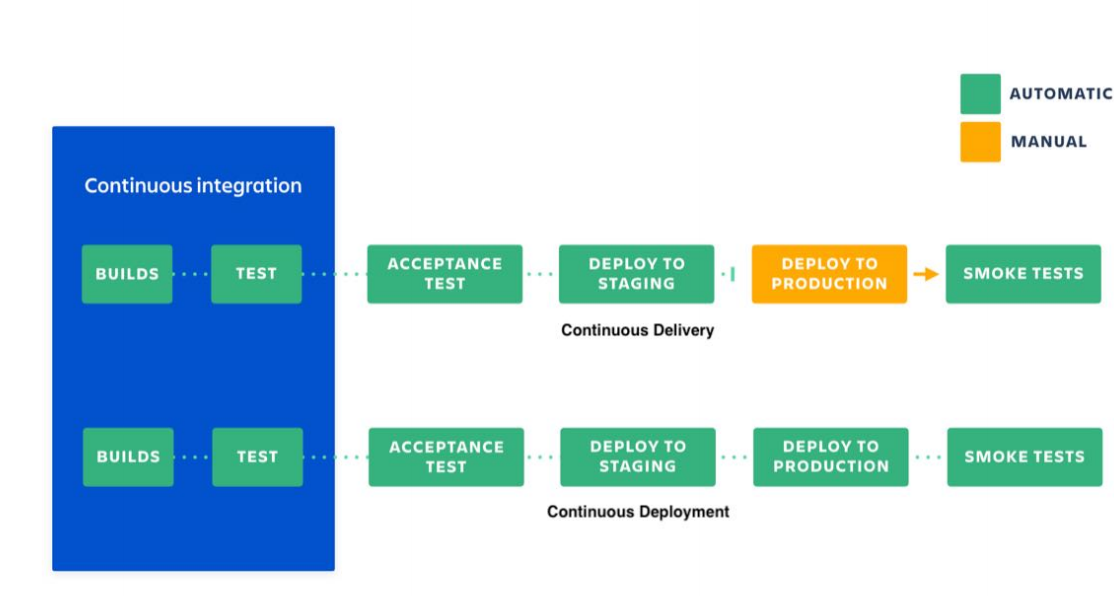 AUTOMATIC
MANUAL
Continuous integration
BUILDS
TEST
ACCEPTANCE
TEST
DEPLOY TO
STAGING
DEPLOY TO
PRODUCTION
SMOKE TESTS
Continuous Delivery
BUILDS
TEST
ACCEPTANCE
TEST
DEPLOY TO
STAGING
DEPLOY TO
PRODUCTION
SMOKE TESTS
Continuous Deployment